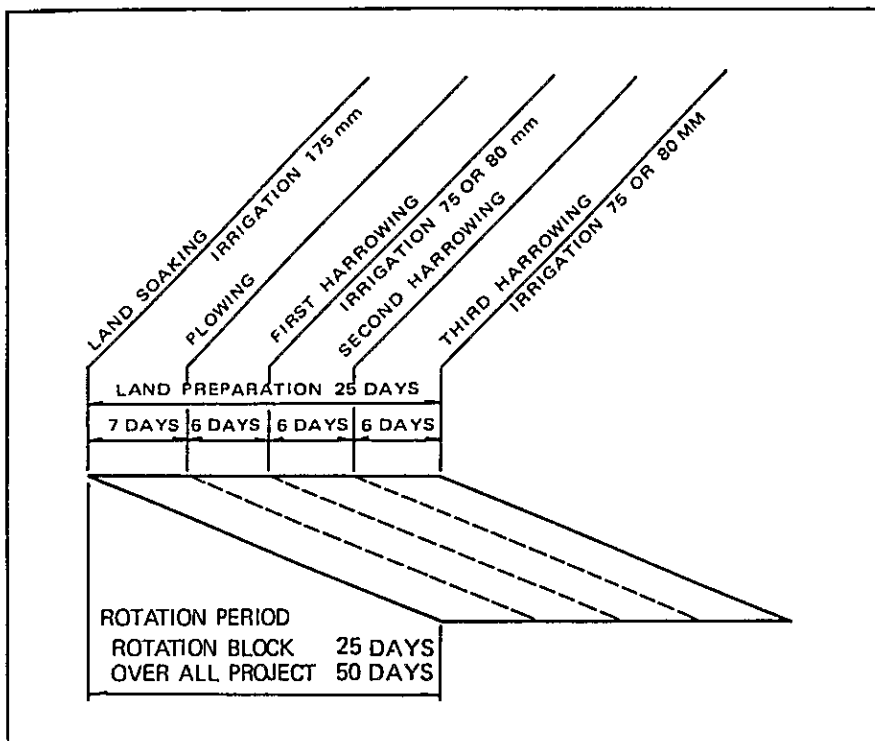 LAND SOAKING
IRRIGATION 175 mm
PLOWING
FIRST HARROWING
IRRIGATION 75 OR 80 mm
SECOND HARROWING
THIRD HARROWING
IRRIGATION 75 OR 80 MM
LAND PREPARATION 25 DAYS
7 DAYS 6 DAYS 6 DAYS 6 DAYS
ROTATION PERIOD
ROTATION BLOCK 25 DAYS
OVER ALL PROJECT 50 DAYS